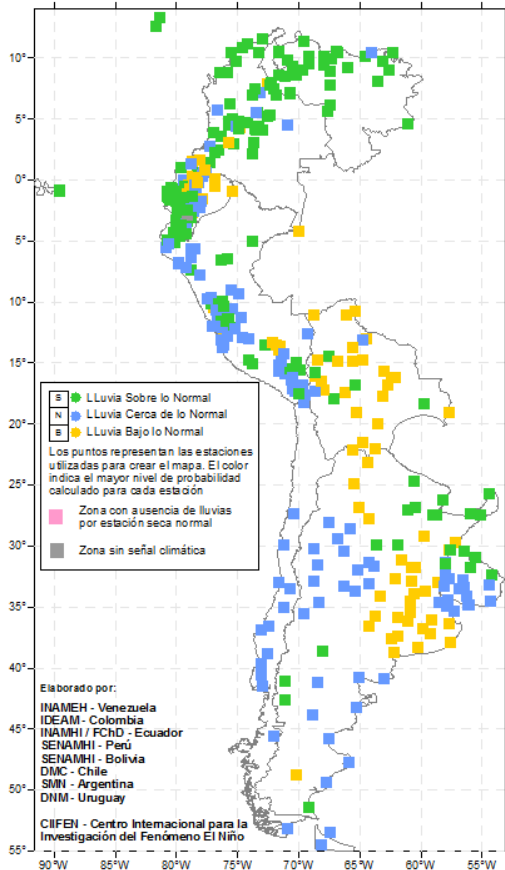 10°
5°
0°
5°
10°
15°
20°
25°
30°
35°
40°
45°
50°
55°
S LLuvia Sobre lo Normal
N LLuvia Cerca de lo Normal
B LLuvia Bajo lo Normal
Los puntos representan las estaciones
utilizadas para crear el mapa. El color
indica el mayor nivel de probabilidad
calculado para cada estación
Zona con ausencia de lluvias
por estación seca normal
Zona sin señal climática
Elaborado por:
INAMEH - Venezuela
IDEAM - Colombia
INAMHI / FChD - Ecuador
SENAMHI - Perú
SENAMHI - Bolivia
DMC - Chile
SMN - Argentina
DNM - Uruguay
CIIFEN - Centro Internacional para la
Investigación del Fenómeno El Niño
90°W 85°W 80°W 75°W 70°W 65°W 60°W 55°W